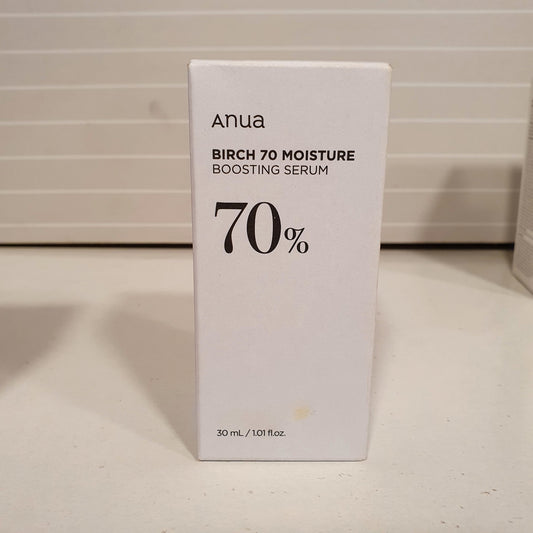 Anua
BIRCH 70 MOISTURE
BOOSTING SERUM
70%
30 mL / 1.01 fl.oz.